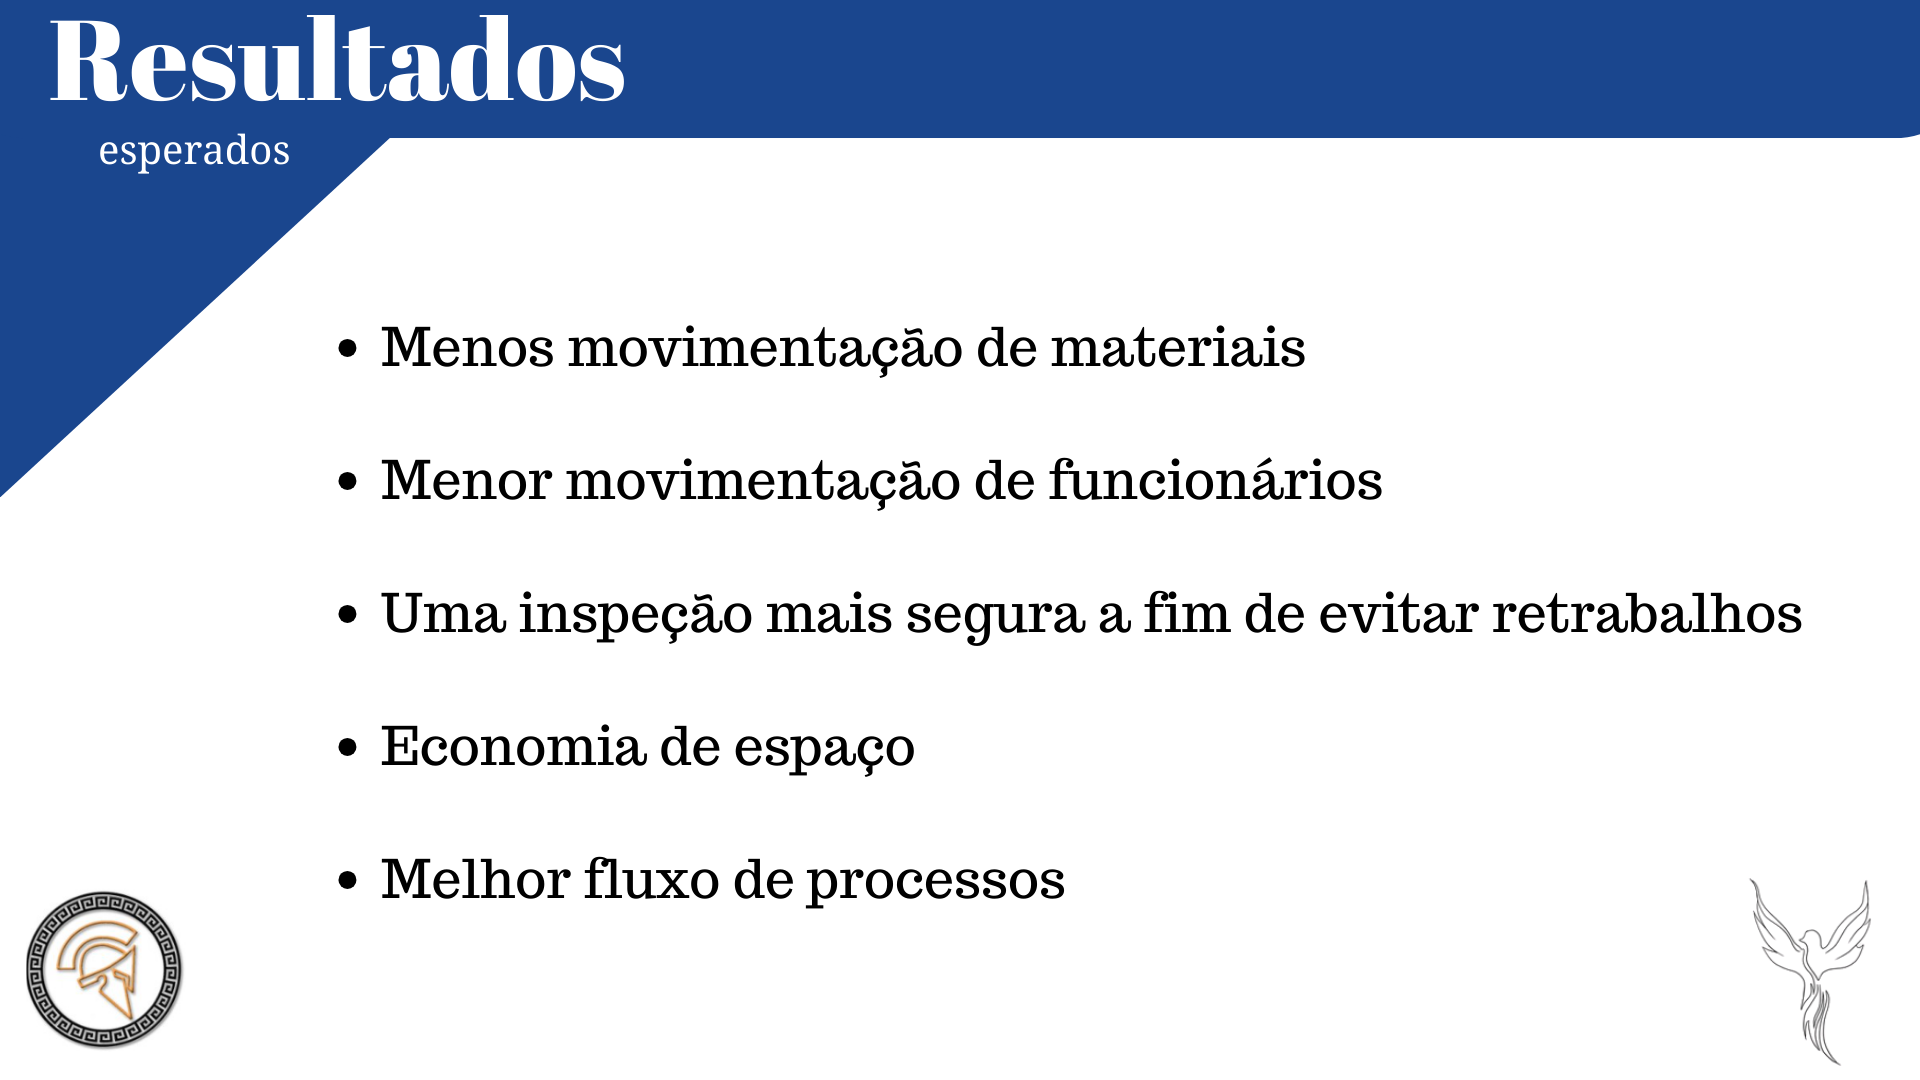 Resultados
esperados
• Menos movimentação de materiais
• Menor movimentação de funcionários
• Uma inspeção mais segura a fim de evitar retrabalhos
• Economia de espaço
• Melhor fluxo de processos